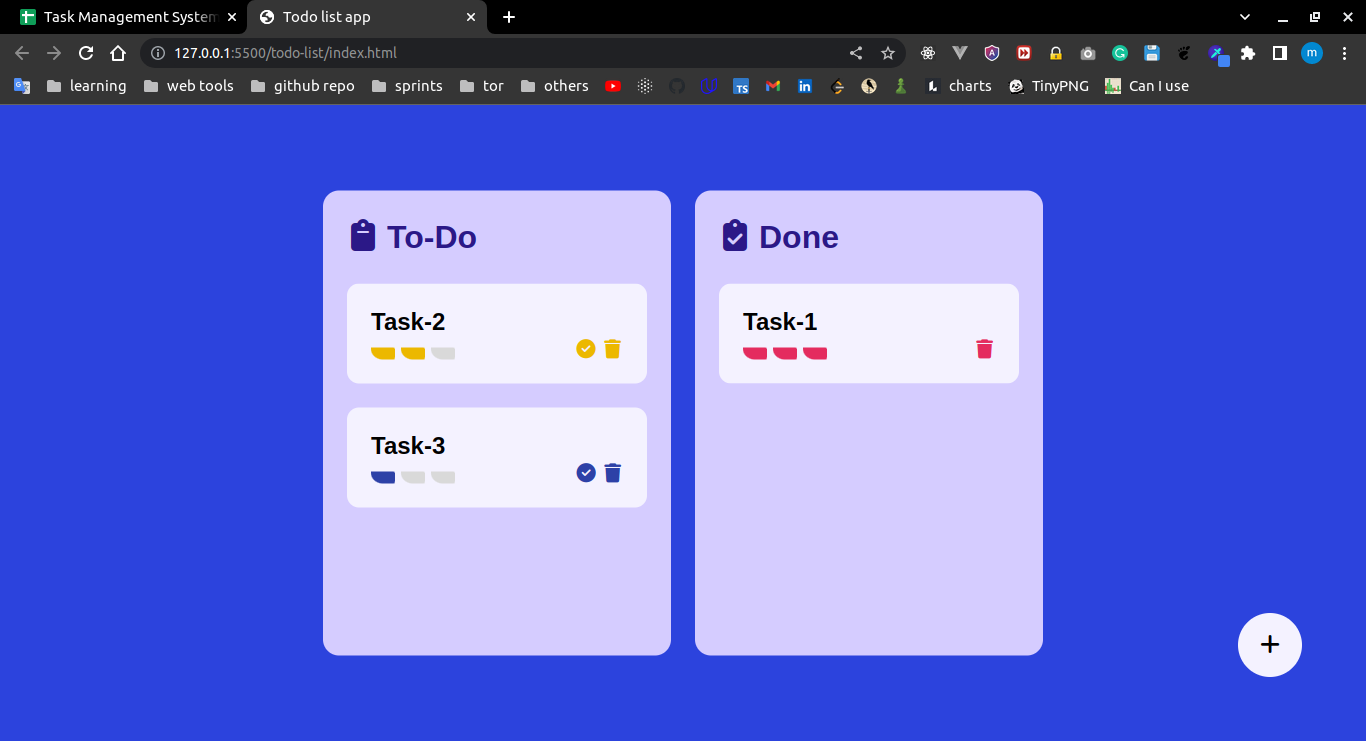 Task Management System
Todo list app
127.0.0.1:5500/todo-list/index.html
m
learning
web tools
github repo
sprints
tor
others
TS
in
charts
TinyPNG
Can I use
To-Do
Done
Task-2
Task-1
Task-3